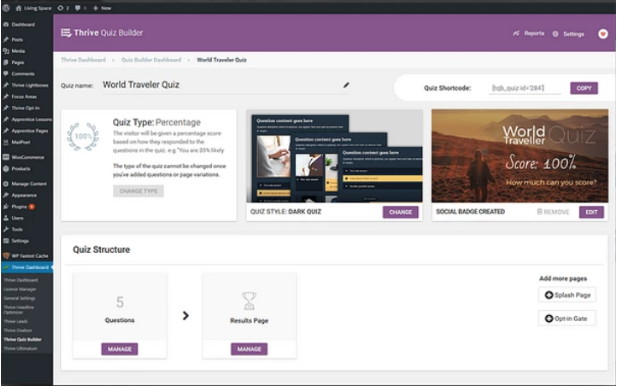 Living Space
2
1
+ New
Dashboard
Posts
Media
Pages
Comments
Thrive Lightboxes
Focus Areas
Thrive Opt-In
Apprentice Lessons
Apprentice Pages
MailPoet
WooCommerce
Products
Manage Content
Appearance
Plugins
Users
Tools
Settings
WP Fastest Cache
Thrive Dashboard
Thrive Dashboard
License Manager
General Settings
Thrive Headline
Optimizer
Thrive Leads
Thrive Ovation
Thrive Quiz Builder
Thrive Ultimatum
Thrive Quiz Builder
Reports
Settings
Thrive Dashboard > Quiz Builder Dashboard > World Traveler Quiz
Quiz name: World Traveler Quiz
Quiz Shortcode: [tqb_quiz id='284']
COPY
100%
Quiz Type: Percentage
The visitor will be given a percentage score
based on how they responded to the
questions in the quiz. e.g "You are 35% likely
The type of the quiz cannot be changed once
you've added questions or page variations.
CHANGE TYPE
Question content goes here
Question content goes here
Question content goes here
QUIZ STYLE: DARK QUIZ
CHANGE
World Quiz
Traveller
Score: 100%
How much can you score?
SOCIAL BADGE CREATED
REMOVE
EDIT
Quiz Structure
5
Questions
MANAGE
Results Page
MANAGE
Add more pages
Splash Page
Opt-in Gate